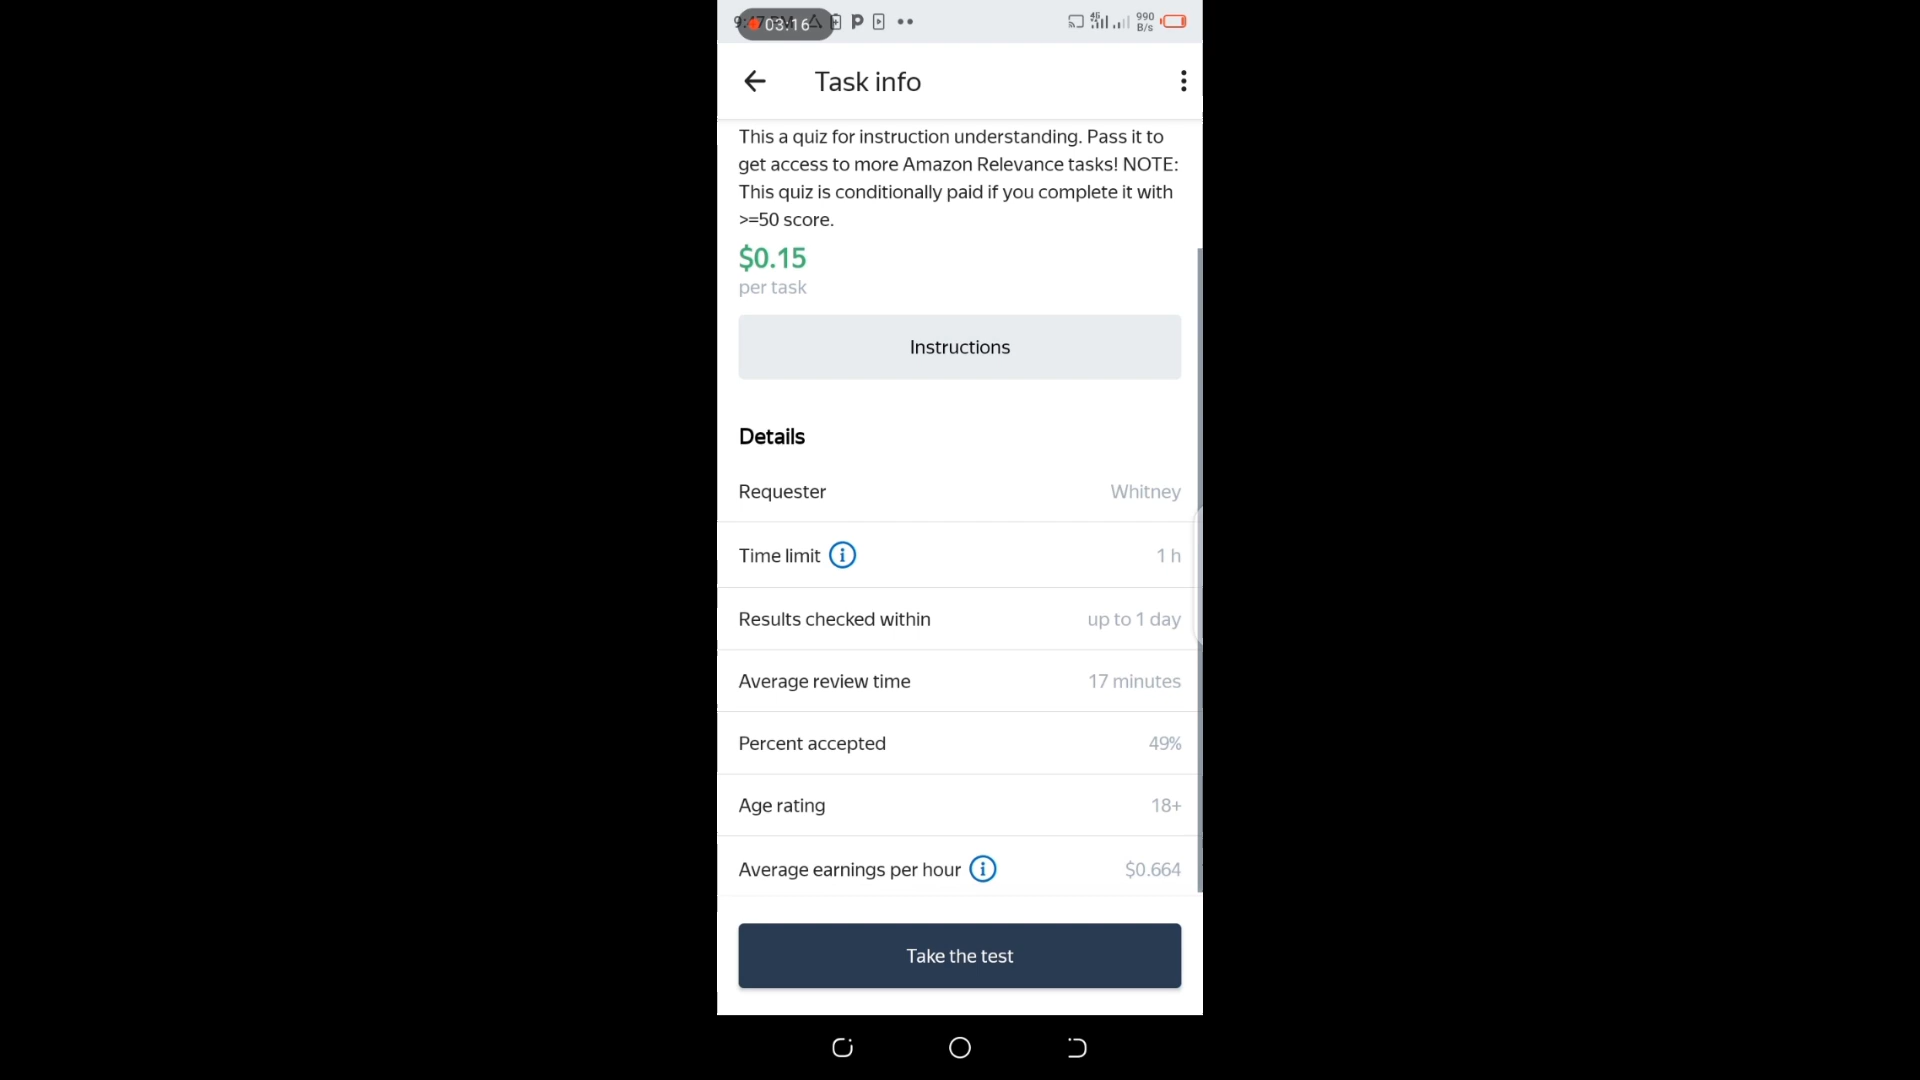 03:16
990
B/s
Task info
This a quiz for instruction understanding. Pass it to
get access to more Amazon Relevance tasks! NOTE:
This quiz is conditionally paid if you complete it with
>=50 score.
$0.15
per task
Instructions
Details
Requester Whitney
Time limit 1 h
Results checked within up to 1 day
Average review time 17 minutes
Percent accepted 49%
Age rating 18+
Average earnings per hour $0.664
Take the test